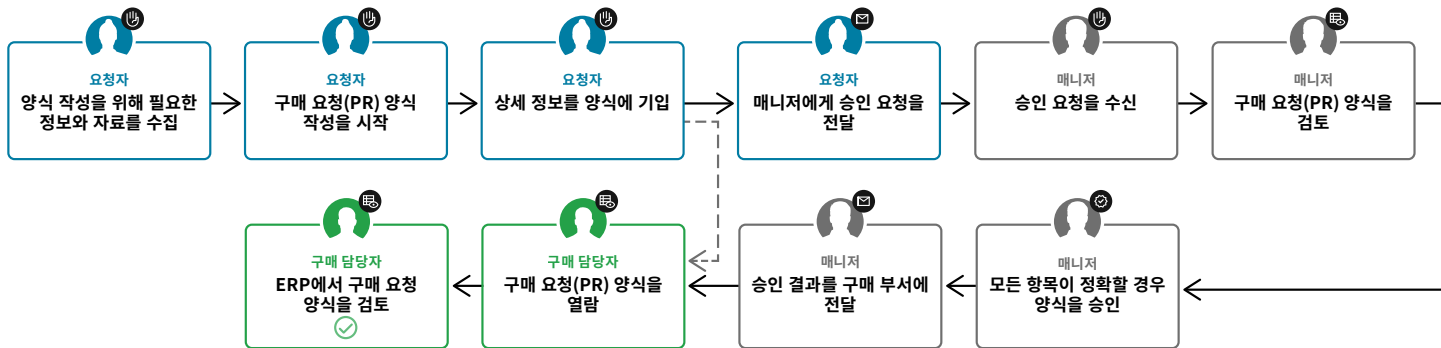 요청자
양식 작성을 위해 필요한
정보와 자료를 수집
요청자
구매 요청(PR) 양식
작성을 시작
요청자
상세 정보를 양식에 기입
요청자
매니저에게 승인 요청을
전달
매니저
승인 요청을 수신
매니저
구매 요청(PR) 양식을
검토
매니저
모든 항목이 정확할 경우
양식을 승인
매니저
승인 결과를 구매 부서에
전달
구매 담당자
구매 요청(PR) 양식을
열람
구매 담당자
ERP에서 구매 요청
양식을 검토